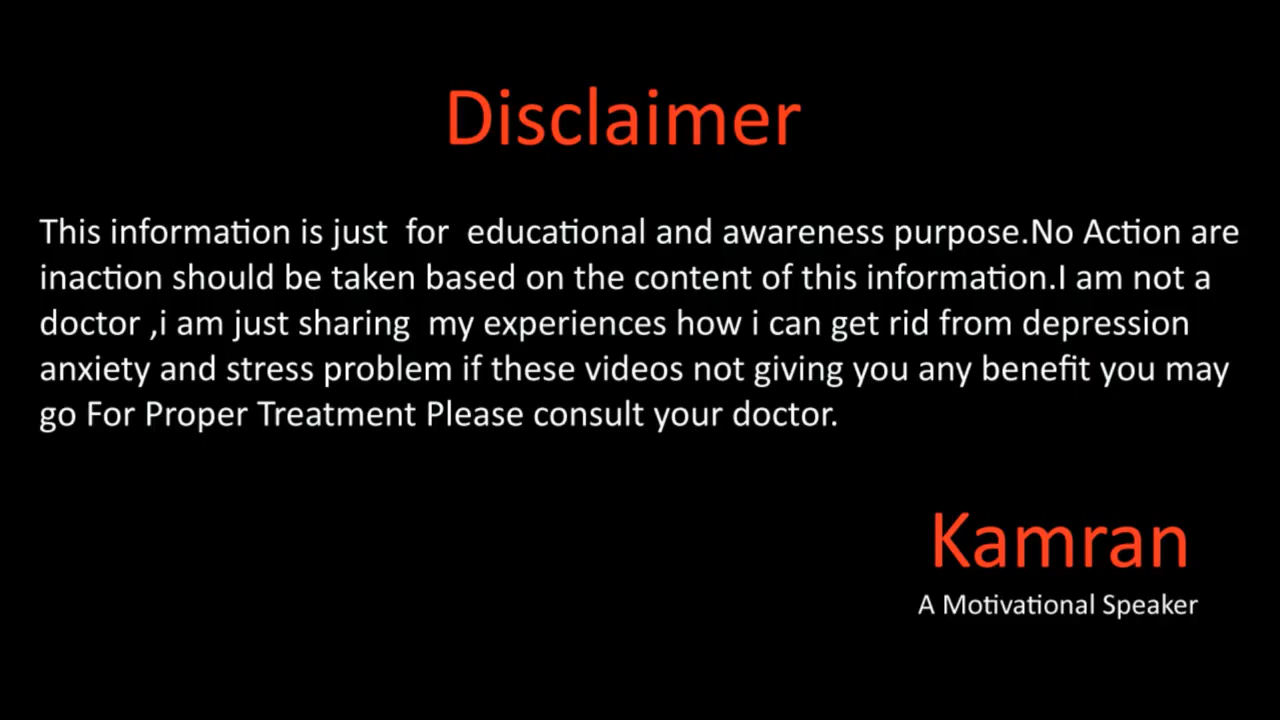 Disclaimer
This information is just  for  educational and awareness purpose.No Action are
inaction should be taken based on the content of this information.I am not a
doctor ,i am just sharing  my experiences how i can get rid from depression
anxiety and stress problem if these videos not giving you any benefit you may
go For Proper Treatment Please consult your doctor.
Kamran
A Motivational Speaker